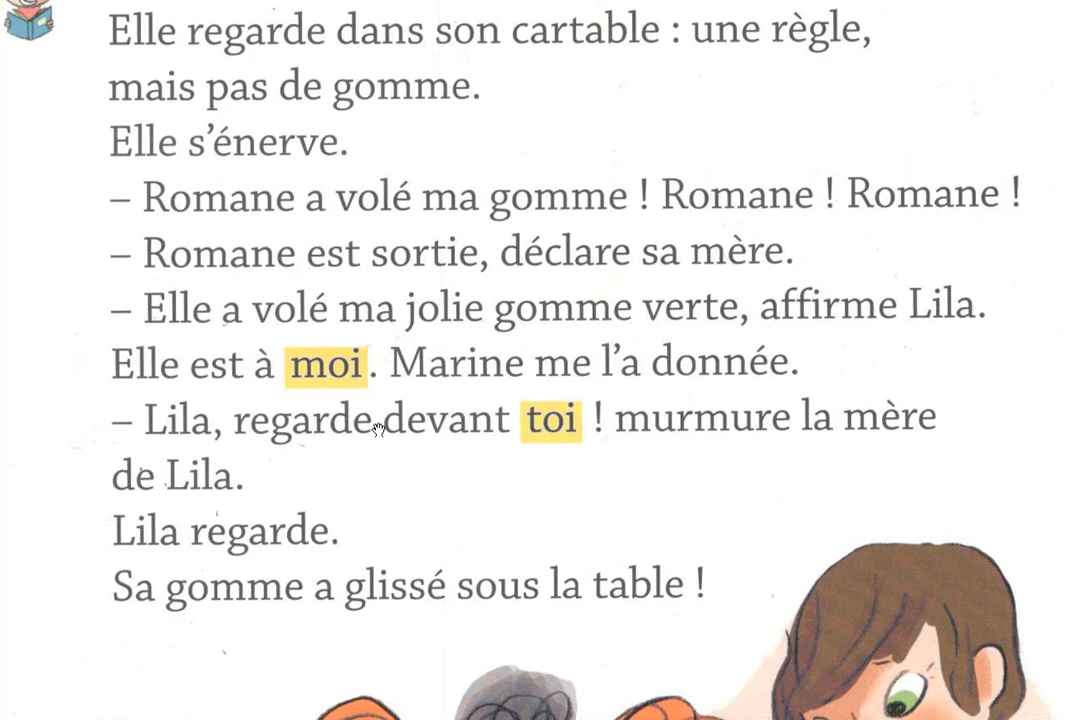 Elle regarde dans son cartable : une règle,
mais pas de gomme.
Elle s'énerve.
– Romane a volé ma gomme ! Romane ! Romane !
– Romane est sortie, déclare sa mère.
– Elle a volé ma jolie gomme verte, affirme Lila.
Elle est à moi. Marine me l'a donnée.
– Lila, regarde devant toi ! murmure la mère
de Lila.
Lila regarde.
Sa gomme a glissé sous la table !